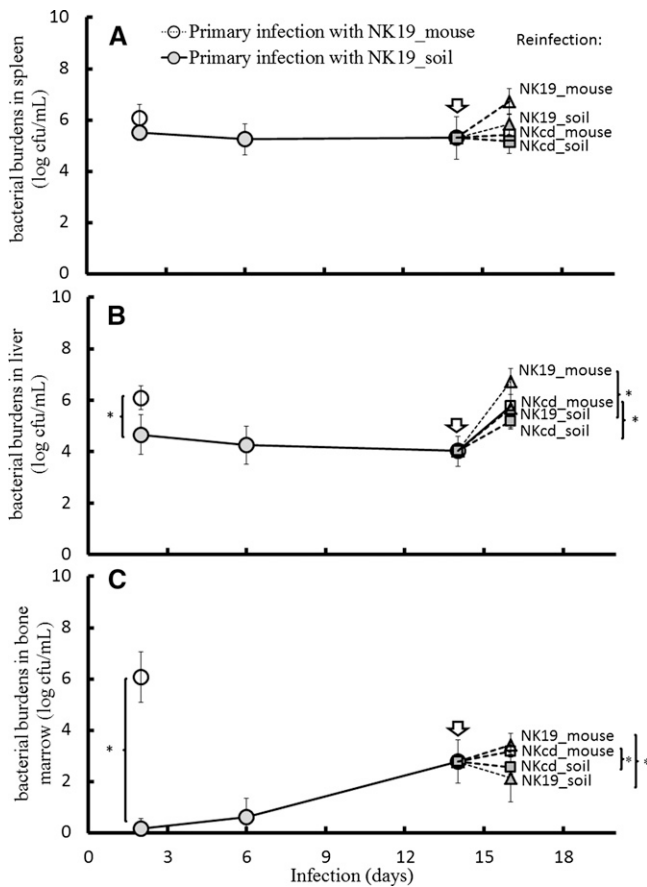 A
Primary infection with NK19_mouse
Primary infection with NK19_soil
Reinfection:
bacterial burdens in spleen
(log cfu/mL)
10
8
6
4
2
0
NK19_mouse
NK19_soil
NKcd_mouse
NKcd_soil
B
bacterial burdens in liver
(log cfu/mL)
10
8
6
4
2
0
*
NK19_mouse
NKcd_mouse
NK19_soil
NKcd_soil
*
*
C
bacterial burdens in bone
marrow (log cfu/mL)
10
8
6
4
2
0
*
NK19_mouse
NKcd_mouse
NKcd_soil
NK19_soil
*
*
0 3 6 9 12 15 18
Infection (days)